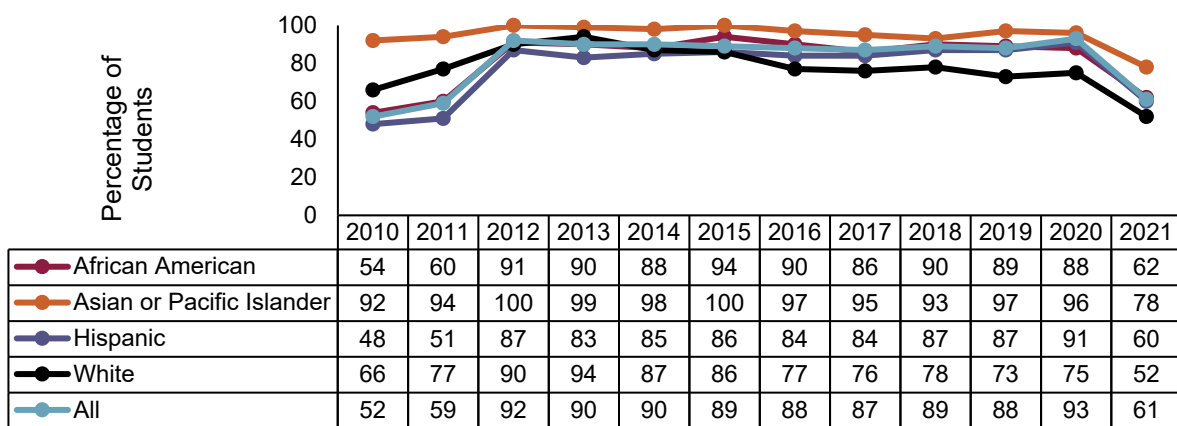 Percentage of
Students
100
80
60
40
20
0
2010 2011 2012 2013 2014 2015 2016 2017 2018 2019 2020 2021
African American 54 60 91 90 88 94 90 86 90 89 88 62
Asian or Pacific Islander 92 94 100 99 98 100 97 95 93 97 96 78
Hispanic 48 51 87 83 85 86 84 84 87 87 91 60
White 66 77 90 94 87 86 77 76 78 73 75 52
All 52 59 92 90 90 89 88 87 89 88 93 61